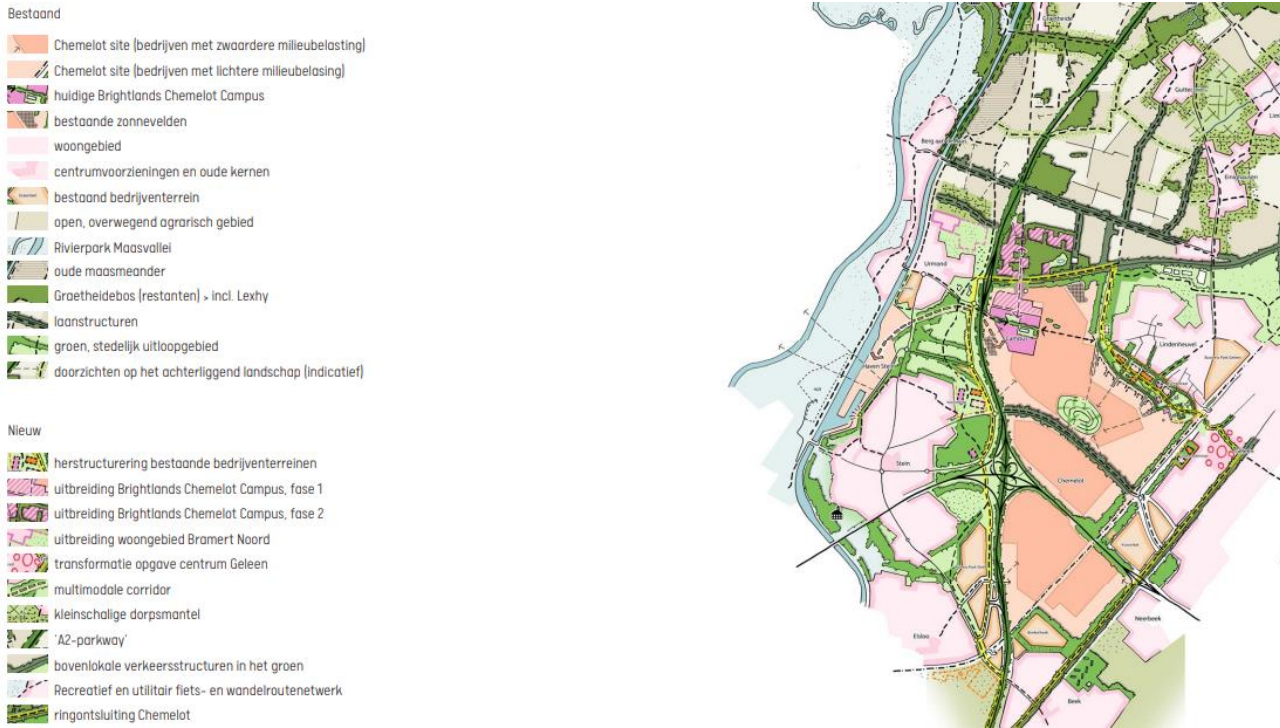 Bestaand
Chemelot site (bedrijven met zwaardere milieubelasting)
Chemelot site (bedrijven met lichtere milieubelasing)
huidige Brightlands Chemelot Campus
bestaande zonnevelden
woongebied
centrumvoorzieningen en oude kernen
bestaand bedrijventerrein
open, overwegend agrarisch gebied
Rivierpark Maasvallei
oude maasmeander
Graetheidebos (restanten) > incl. Lexhy
laanstructuren
groen, stedelijk uitloopgebied
doorzichten op het achterliggend landschap (indicatief)
Nieuw
herstructurering bestaande bedrijventerreinen
uitbreiding Brightlands Chemelot Campus, fase 1
uitbreiding Brightlands Chemelot Campus, fase 2
uitbreiding woongebied Bramert Noord
transformatie opgave centrum Geleen
multimodale corridor
kleinschalige dorpsmantel
'A2-parkway'
bovenlokale verkeersstructuren in het groen
Recreatief en utilitair fiets- en wandelroutenetwerk
ringontsluiting Chemelot
Graetheide
Einighausen
Urmond
Campus
Lindenheuvel
Haven Stein
Stein
Chemelot
Elsloo
Neerbeek
Beek